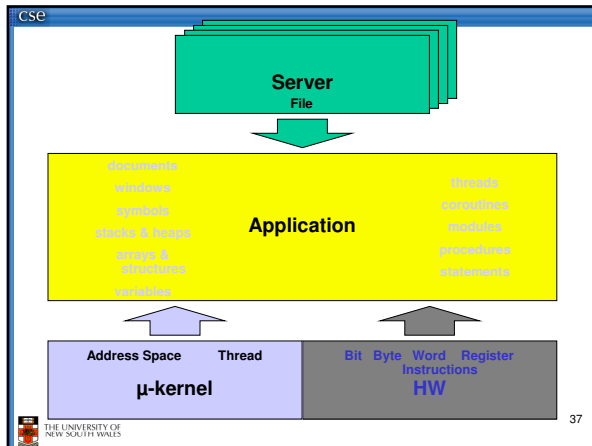 cse
Server
File
documents
windows
symbols
stacks & heaps
arrays &
structures
variables
Application
threads
coroutines
modules
procedures
statements
Address Space Thread
µ-kernel
Bit Byte Word Register
Instructions
HW
THE UNIVERSITY OF
NEW SOUTH WALES
37